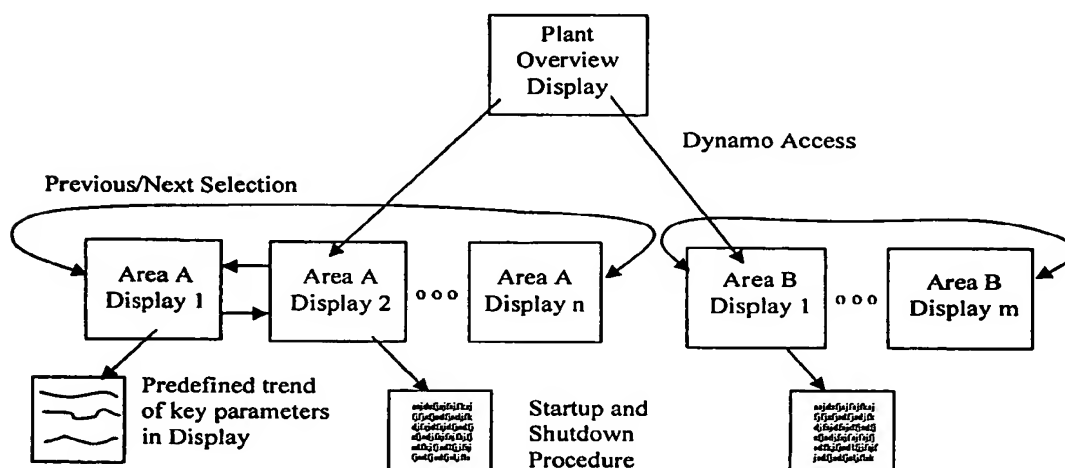 Plant
Overview
Display
Dynamo Access
Previous/Next Selection
Area A
Display 1
Area A
Display 2
o o o
Area A
Display n
Area B
Display 1
o o o
Area B
Display m
Predefined trend
of key parameters
in Display
Startup and
Shutdown
Procedure